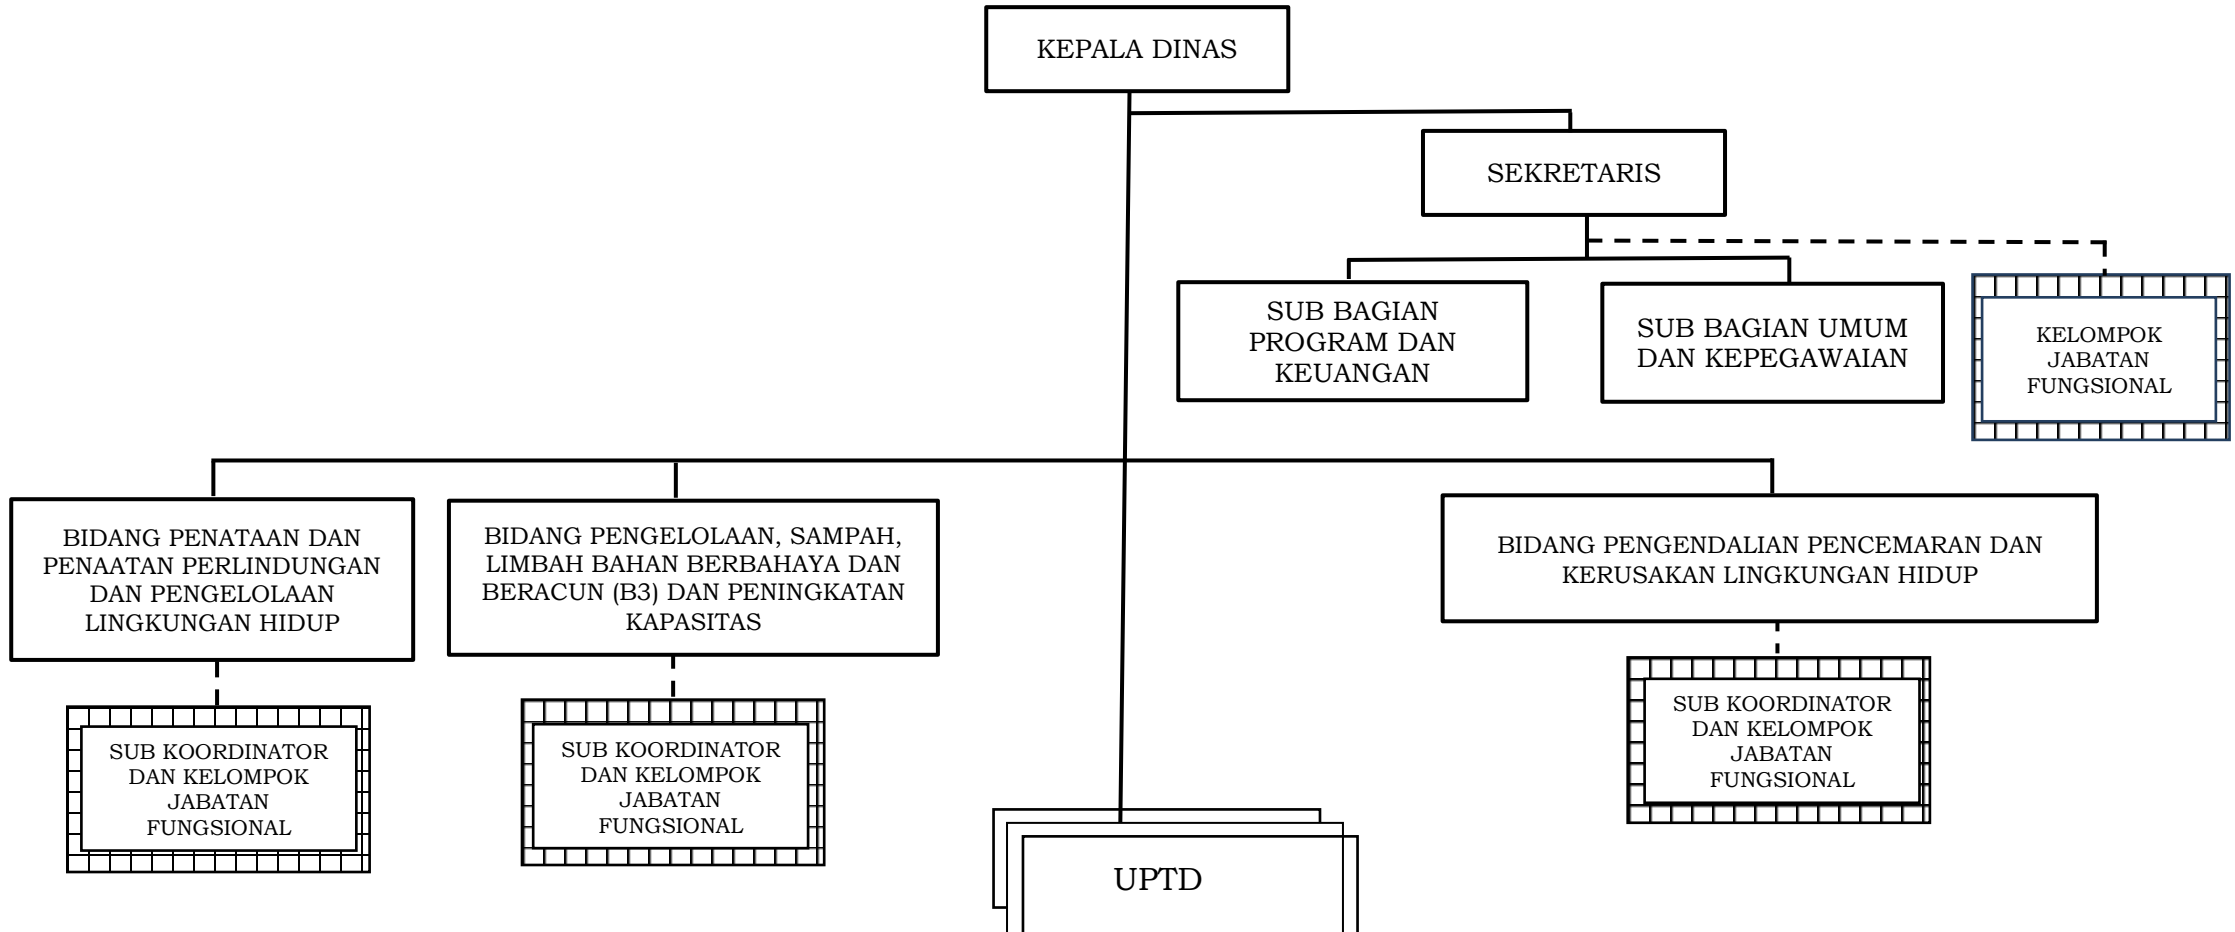 KEPALA DINAS
SEKRETARIS
SUB BAGIAN
PROGRAM DAN
KEUANGAN
SUB BAGIAN UMUM
DAN KEPEGAWAIAN
KELOMPOK
JABATAN
FUNGSIONAL
BIDANG PENATAAN DAN
PENAATAN PERLINDUNGAN
DAN PENGELOLAAN
LINGKUNGAN HIDUP
BIDANG PENGELOLAAN, SAMPAH,
LIMBAH BAHAN BERBAHAYA DAN
BERACUN (B3) DAN PENINGKATAN
KAPASITAS
BIDANG PENGENDALIAN PENCEMARAN DAN
KERUSAKAN LINGKUNGAN HIDUP
SUB KOORDINATOR
DAN KELOMPOK
JABATAN
FUNGSIONAL
SUB KOORDINATOR
DAN KELOMPOK
JABATAN
FUNGSIONAL
SUB KOORDINATOR
DAN KELOMPOK
JABATAN
FUNGSIONAL
UPTD